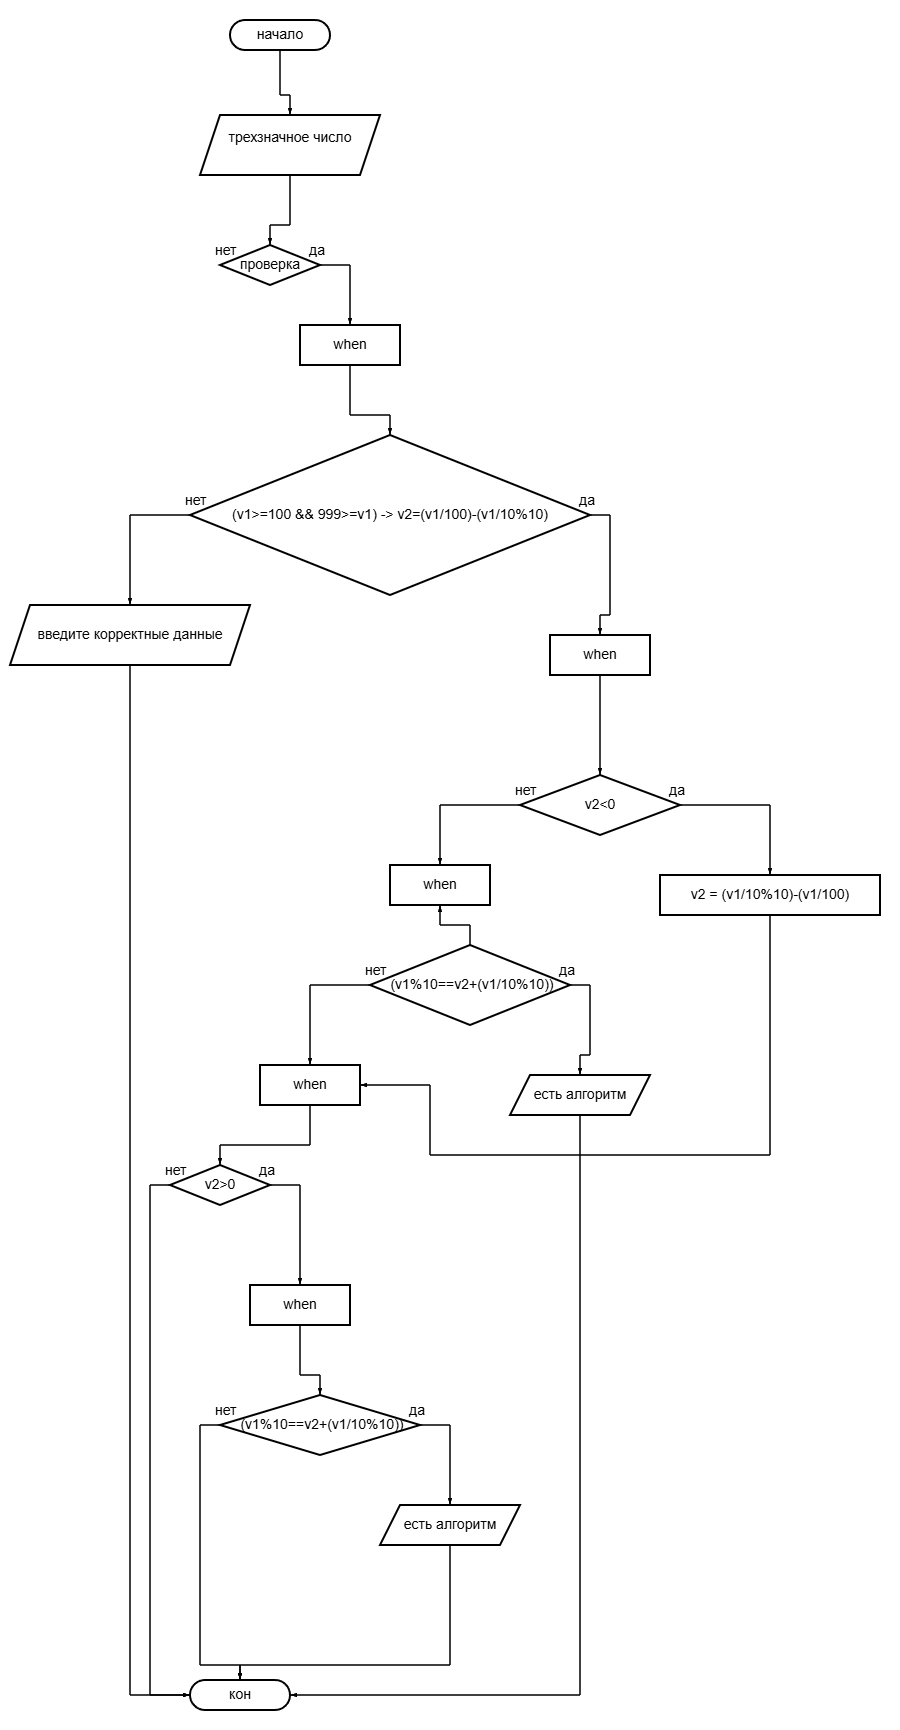 начало
трехзначное число
нет
да
проверка
when
нет
да
(v1>=100 && 999>=v1) -> v2=(v1/100)-(v1/10%10)
введите корректные данные
when
нет
да
v2<0
when
v2 = (v1/10%10)-(v1/100)
нет
да
(v1%10==v2+(v1/10%10))
when
есть алгоритм
нет
да
v2>0
when
нет
да
(v1%10==v2+(v1/10%10))
есть алгоритм
кон